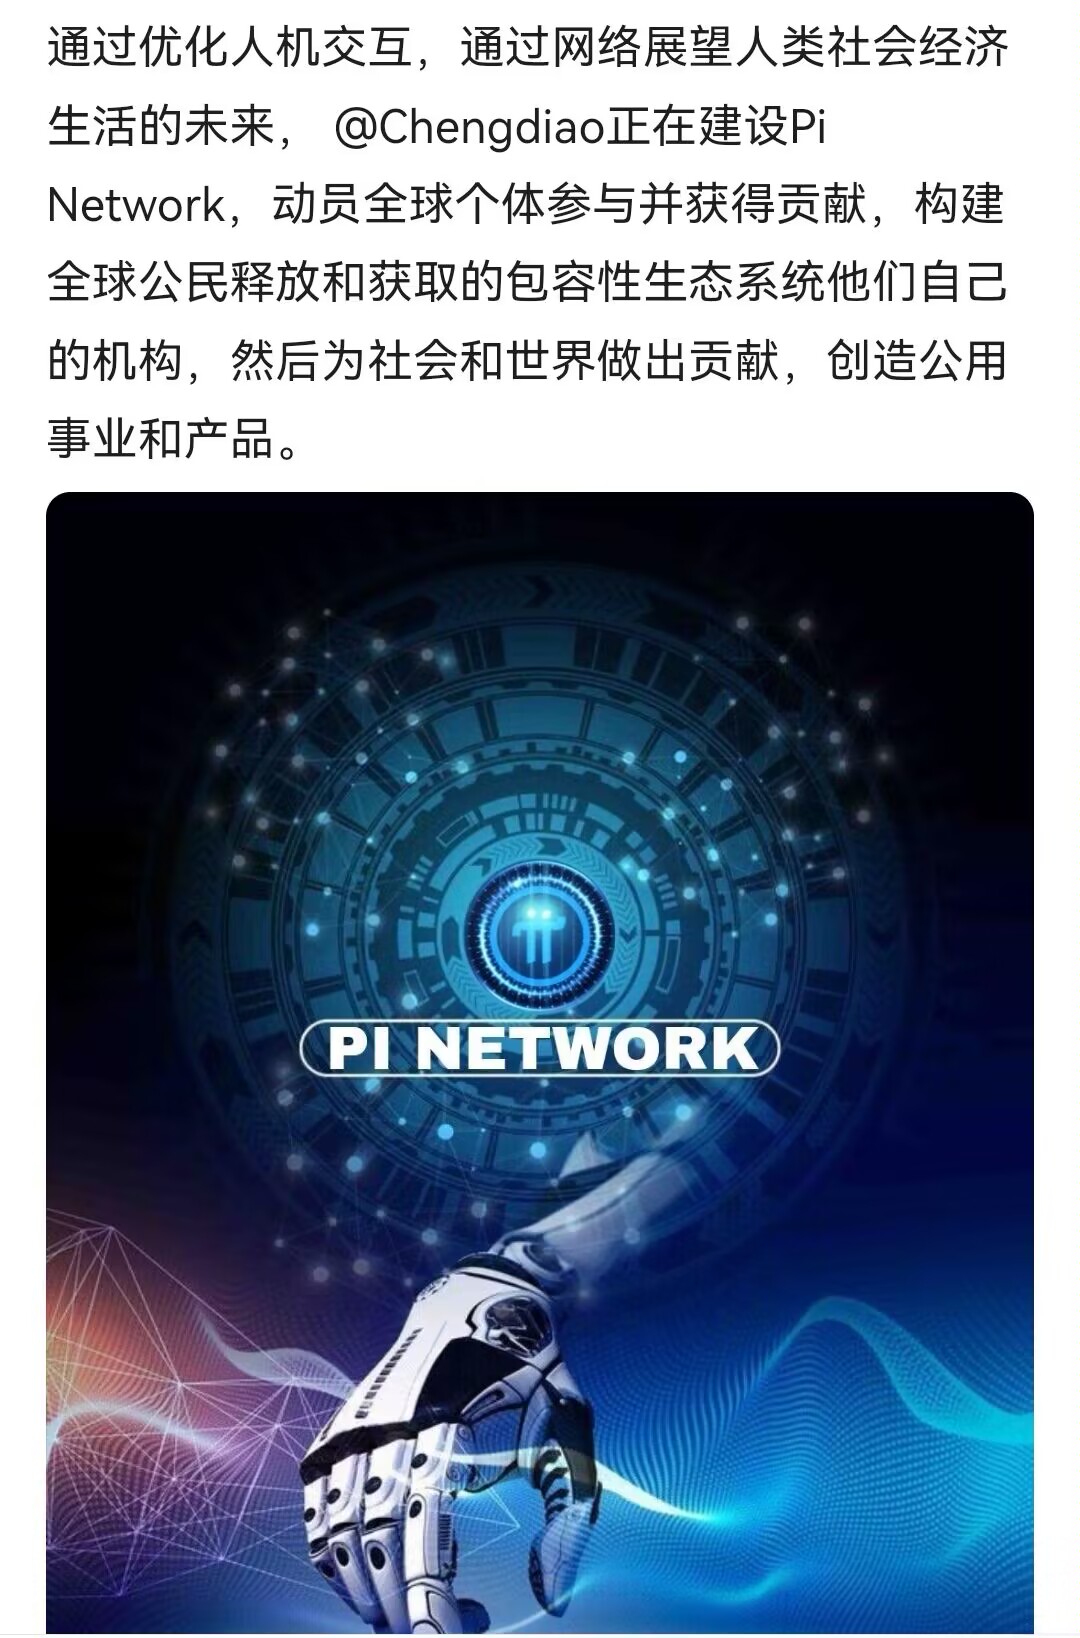 通过优化人机交互，通过网络展望人类社会经济
生活的未来， @Chengdiao正在建设Pi
Network，动员全球个体参与并获得贡献，构建
全球公民释放和获取的包容性生态系统他们自己
的机构，然后为社会和世界做出贡献，创造公用
事业和产品。
PI NETWORK